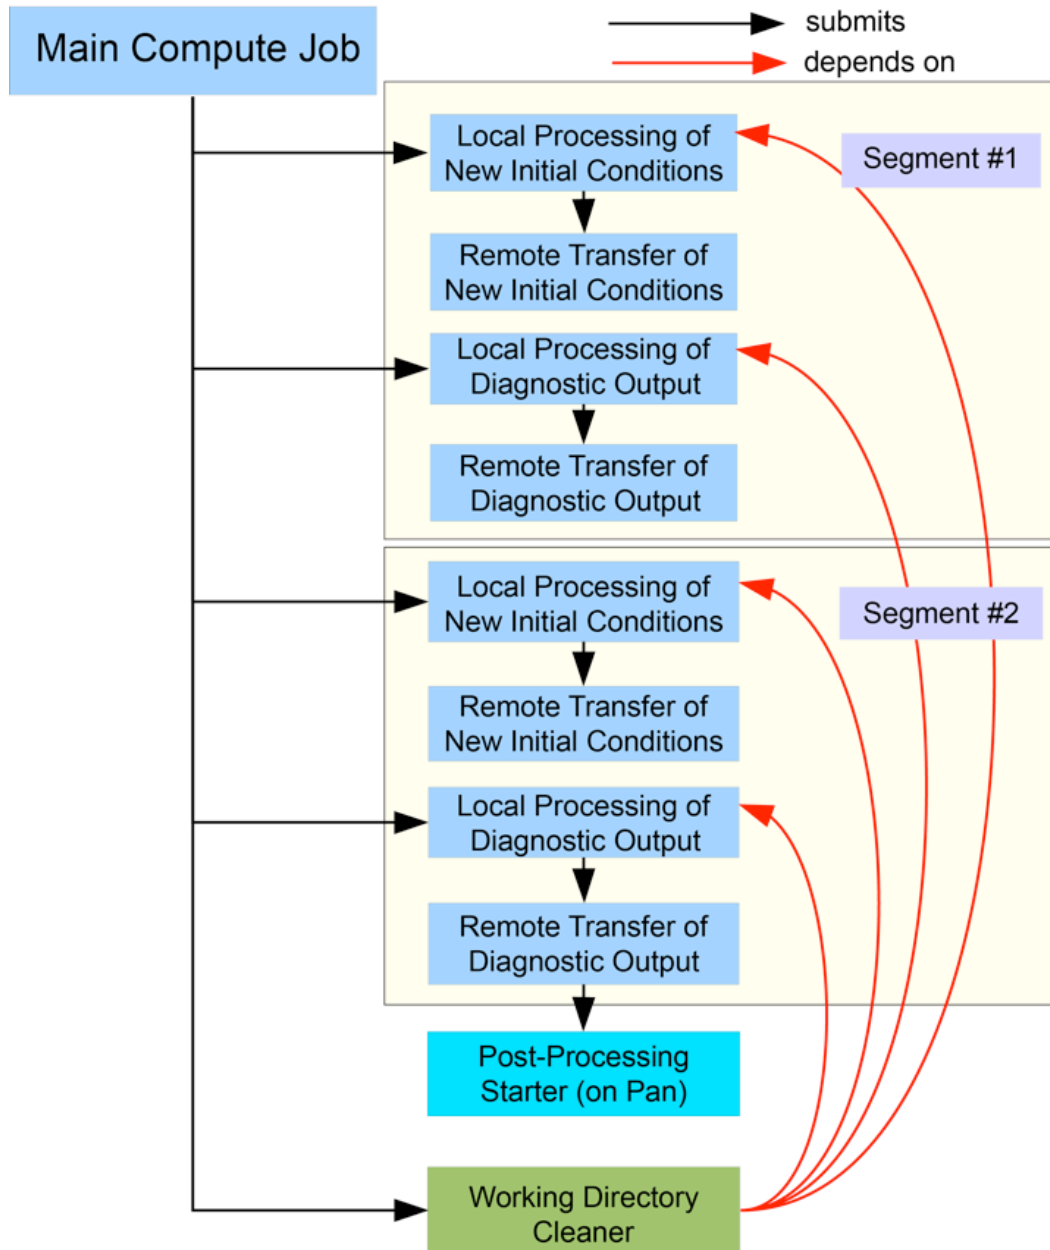 Main Compute Job
submits
depends on
Segment #1
Local Processing of
New Initial Conditions
Remote Transfer of
New Initial Conditions
Local Processing of
Diagnostic Output
Remote Transfer of
Diagnostic Output
Segment #2
Local Processing of
New Initial Conditions
Remote Transfer of
New Initial Conditions
Local Processing of
Diagnostic Output
Remote Transfer of
Diagnostic Output
Post-Processing
Starter (on Pan)
Working Directory
Cleaner